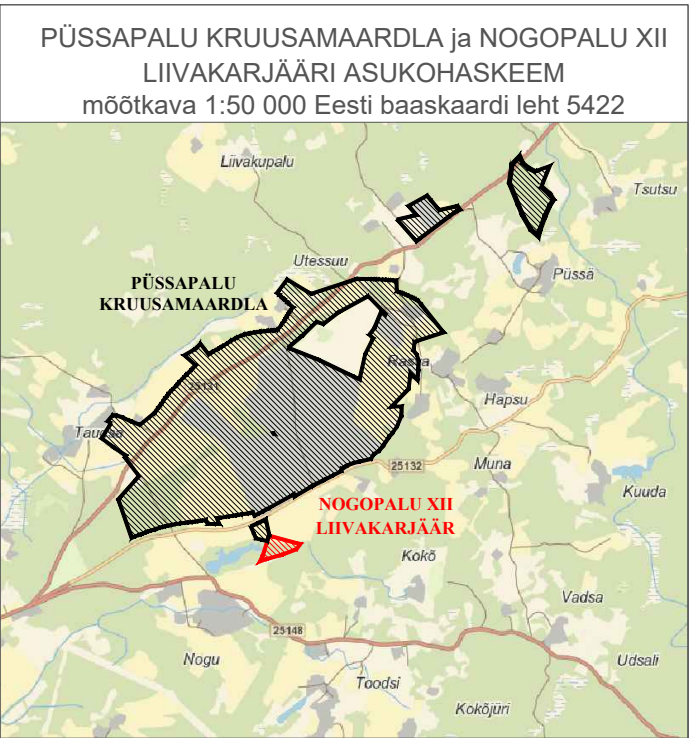 PÜSSAPALU KRUUSAMAARDLA ja NOGOPALU XII
LIIVAKARJÄÄRI ASUKOHASKEEM
mõõtkava 1:50 000 Eesti baaskaardi leht 5422
Liivakupalu
Tsutsu
Utessuu
Püssä
PÜSSAPALU
KRUUSAMAARDLA
25131
Hapsu
25132
Muna
Kuuda
NOGOPALU XII
LIIVAKARJÄÄR
Kokõ
Vadsa
25148
Nogu
Udsali
Toodsi
Kokõjüri